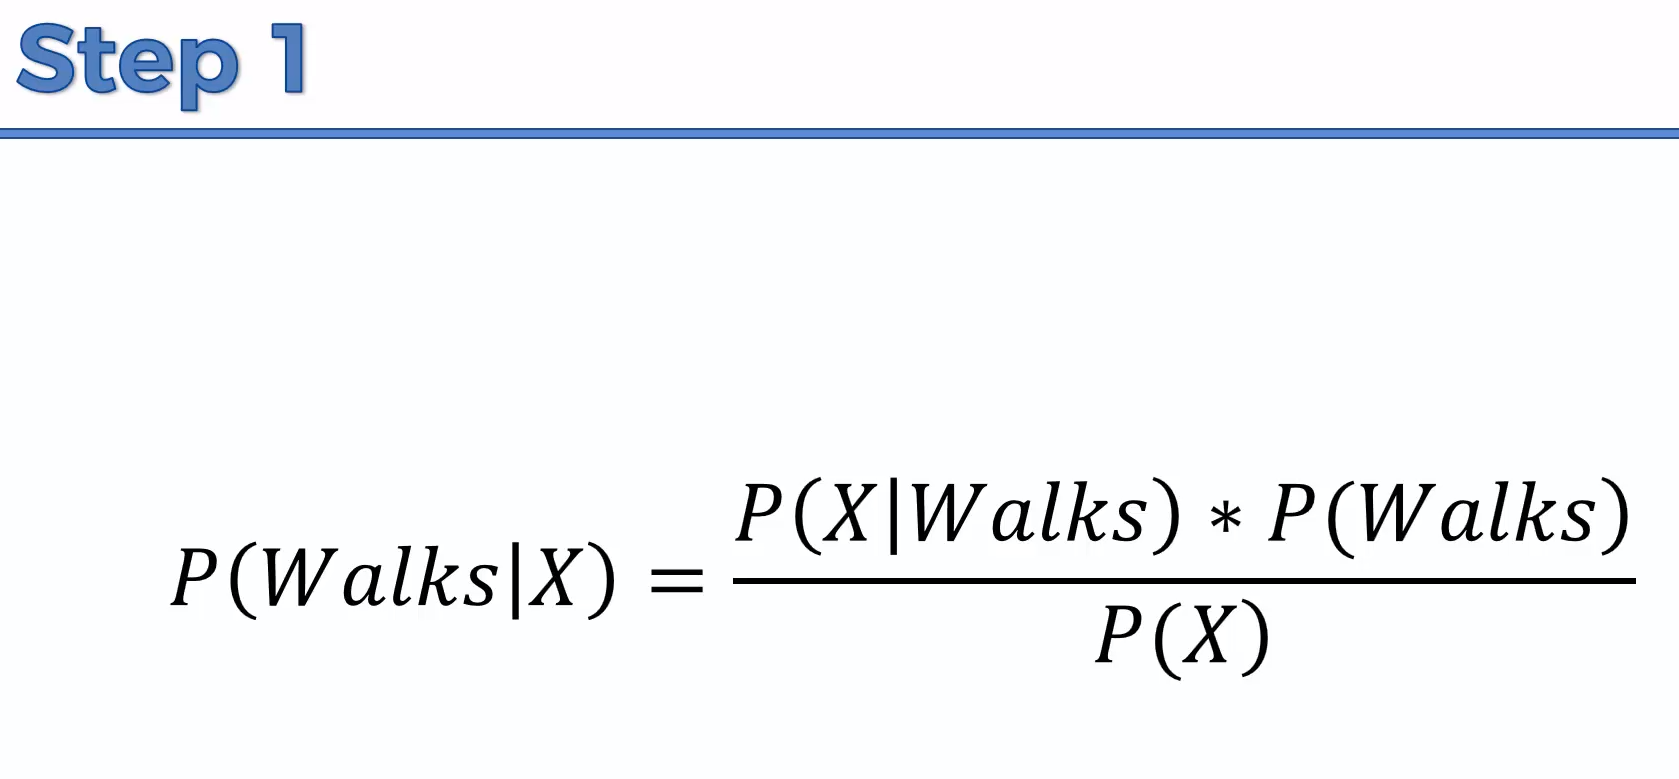 Step 1
P(Walks|X) = P(X|Walks) * P(Walks) / P(X)